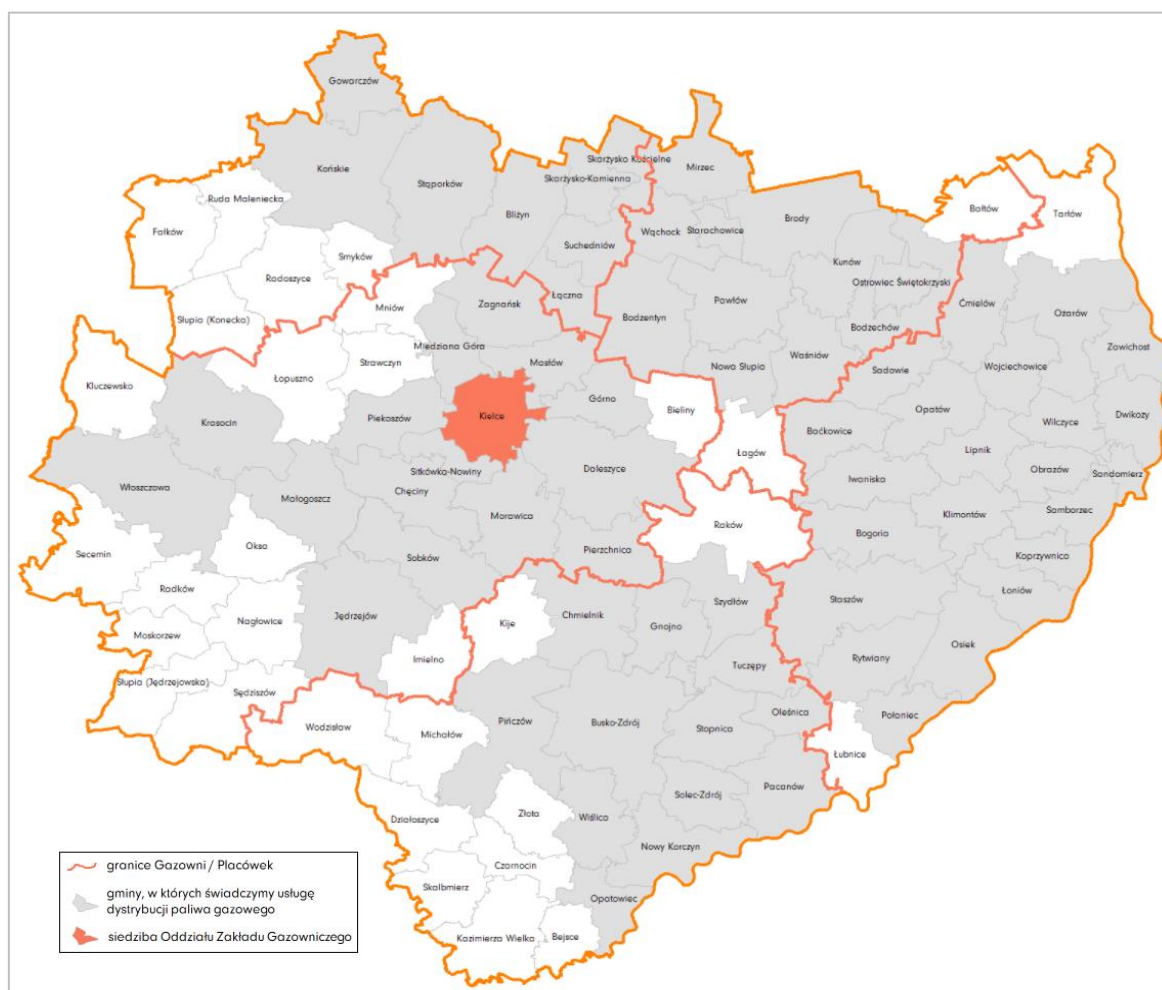 Gowarczów
Końskie
Stąporków
Skarżysko Kościelne
Mirzec
Skarżysko-Kamienna
Bliżyn
Ruda Maleniecka
Fałków
Smyków
Radoszyce
Słupia (Konecka)
Suchedniów
Wąchock
Starachowice
Brody
Bałtów
Tarłów
Kunów
Ostrowiec Świętokrzyski
Ćmielów
Ożarów
Łączna
Zagnańsk
Mniów
Bodzentyn
Pawłów
Bodzechów
Miedziana Góra
Masłów
Strawczyn
Łopuszno
Kluczewsko
Nowa Słupia
Waśniów
Sadowie
Wojciechowice
Zawichost
Krasocin
Piekoszów
Kielce
Górno
Bieliny
Opatów
Baćkowice
Wilczyce
Dwikozy
Łagów
Lipnik
Sitkówka-Nowiny
Daleszyce
Iwaniska
Obrazów
Sandomierz
Włoszczowa
Małogoszcz
Chęciny
Morawica
Raków
Klimontów
Samborzec
Bogoria
Oksa
Secemin
Sobków
Pierzchnica
Koprzywnica
Radków
Nagłowice
Jędrzejów
Kije
Chmielnik
Gnojno
Szydłów
Staszów
Łoniów
Moskorzew
Imielno
Rytwiany
Osiek
Tuczępy
Słupia (Jędrzejowska)
Sędziszów
Wodzisław
Michałów
Pińczów
Busko-Zdrój
Stopnica
Oleśnica
Połaniec
Łubnice
Pacanów
Solec-Zdrój
Złota
Wiślica
Działoszyce
Nowy Korczyn
Czarnocin
Skalbmierz
Opatowiec
Kazimierza Wielka
Bejsce
granice Gazowni / Placówek
gminy, w których świadczymy usługę
dystrybucji paliwa gazowego
siedziba Oddziału Zakładu Gazowniczego